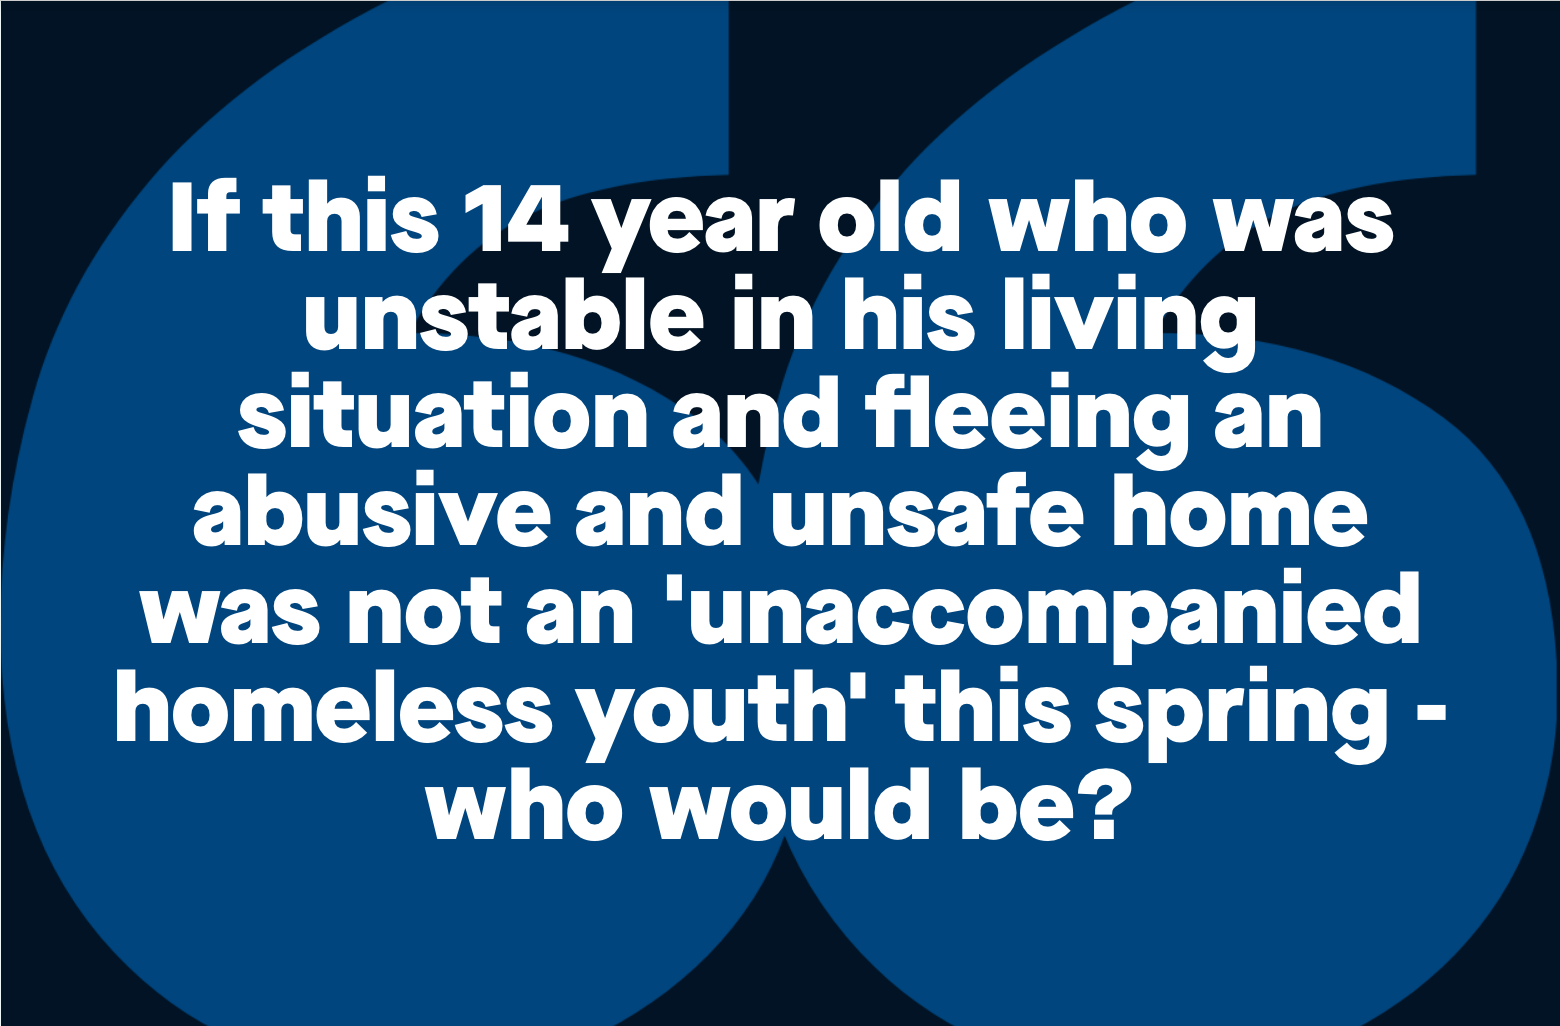 If this 14 year old who was
unstable in his living
situation and fleeing an
abusive and unsafe home
was not an 'unaccompanied
homeless youth' this spring -
who would be?